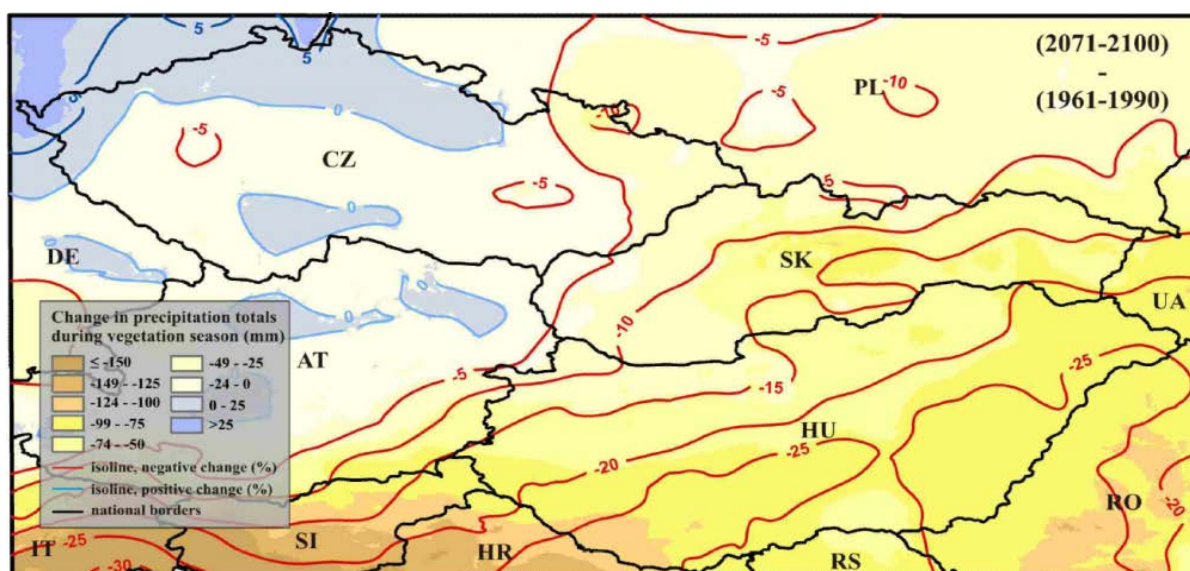 5
5
5
-5
(2071-2100)
-
(1961-1990)
PL
-10
-10
0
0
-5
CZ
-5
-5
0
0
DE
0
SK
UA
0
0
-10
AT
-5
-15
-25
HU
-20
-25
RO
-20
Change in precipitation totals
during vegetation season (mm)
≤ -150
-49 - -25
-149 - -125
-24 - 0
-124 - -100
0 - 25
-99 - -75
>25
-74 - -50
isoline, negative change (%)
isoline, positive change (%)
national borders
IT
-25
-30
SI
HR
RS